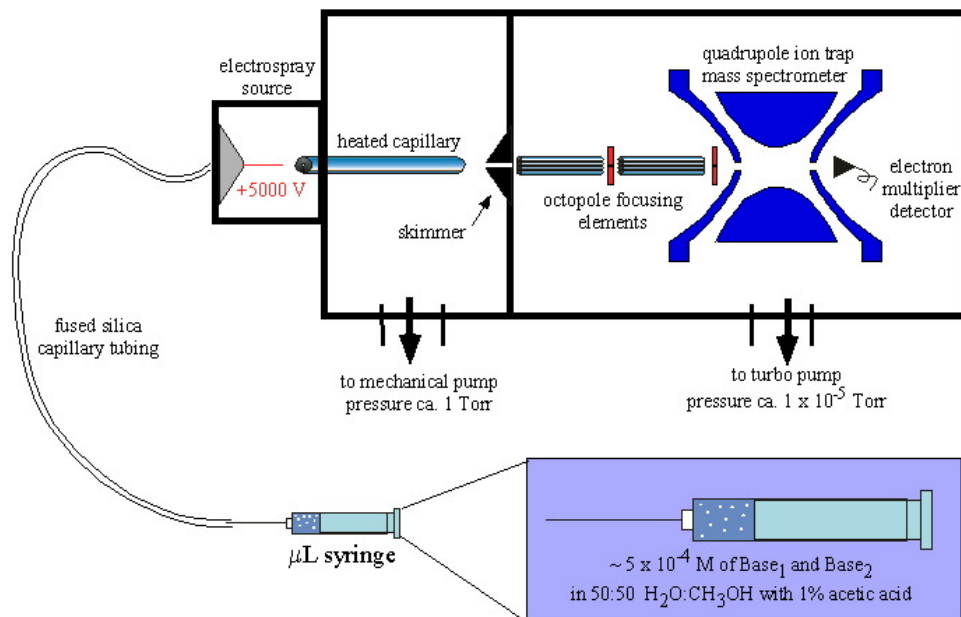 electrospray
source
+5000 V
heated capillary
skimmer
octopole focusing
elements
quadrupole ion trap
mass spectrometer
electron
multiplier
detector
fused silica
capillary tubing
to mechanical pump
pressure ca. 1 Torr
to turbo pump
pressure ca. 1 x 10⁻⁵ Torr
μL syringe
~ 5 x 10⁻⁴ M of Base₁ and Base₂
in 50:50 H₂O:CH₃OH with 1% acetic acid